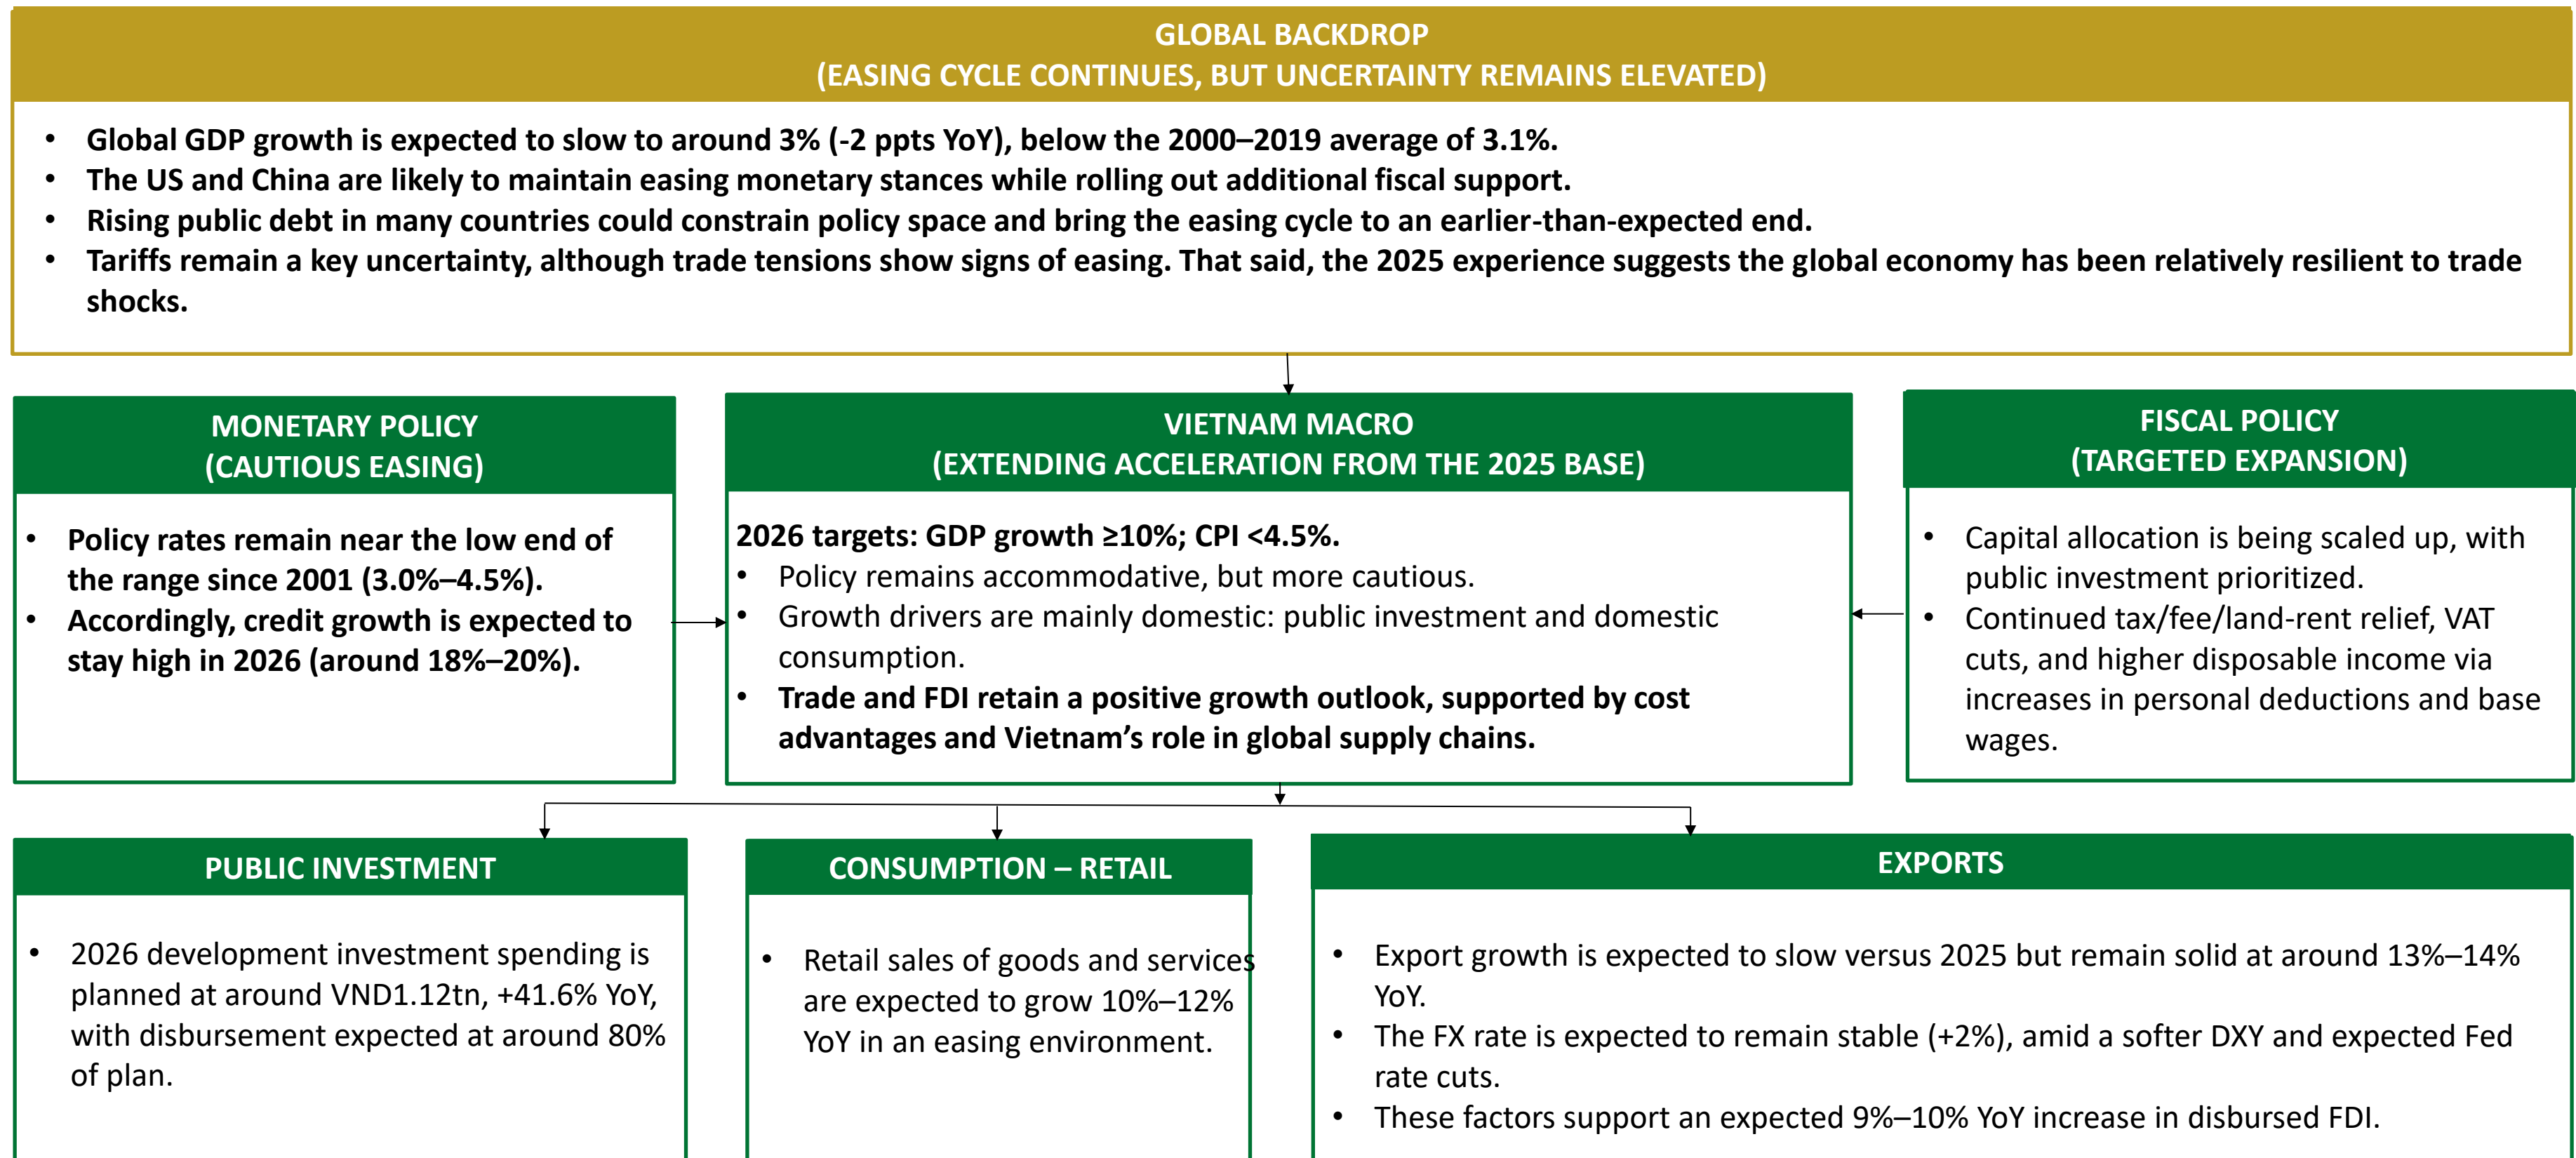 GLOBAL BACKDROP
(EASING CYCLE CONTINUES, BUT UNCERTAINTY REMAINS ELEVATED)
• Global GDP growth is expected to slow to around 3% (-2 ppts YoY), below the 2000–2019 average of 3.1%.
• The US and China are likely to maintain easing monetary stances while rolling out additional fiscal support.
• Rising public debt in many countries could constrain policy space and bring the easing cycle to an earlier-than-expected end.
• Tariffs remain a key uncertainty, although trade tensions show signs of easing. That said, the 2025 experience suggests the global economy has been relatively resilient to trade
shocks.
MONETARY POLICY
(CAUTIOUS EASING)
• Policy rates remain near the low end of
the range since 2001 (3.0%–4.5%).
• Accordingly, credit growth is expected to
stay high in 2026 (around 18%–20%).
VIETNAM MACRO
(EXTENDING ACCELERATION FROM THE 2025 BASE)
2026 targets: GDP growth ≥10%; CPI <4.5%.
• Policy remains accommodative, but more cautious.
• Growth drivers are mainly domestic: public investment and domestic
consumption.
• Trade and FDI retain a positive growth outlook, supported by cost
advantages and Vietnam’s role in global supply chains.
FISCAL POLICY
(TARGETED EXPANSION)
• Capital allocation is being scaled up, with
public investment prioritized.
• Continued tax/fee/land-rent relief, VAT
cuts, and higher disposable income via
increases in personal deductions and base
wages.
PUBLIC INVESTMENT
• 2026 development investment spending is
planned at around VND1.12tn, +41.6% YoY,
with disbursement expected at around 80%
of plan.
CONSUMPTION – RETAIL
• Retail sales of goods and services
are expected to grow 10%–12%
YoY in an easing environment.
EXPORTS
• Export growth is expected to slow versus 2025 but remain solid at around 13%–14%
YoY.
• The FX rate is expected to remain stable (+2%), amid a softer DXY and expected Fed
rate cuts.
• These factors support an expected 9%–10% YoY increase in disbursed FDI.